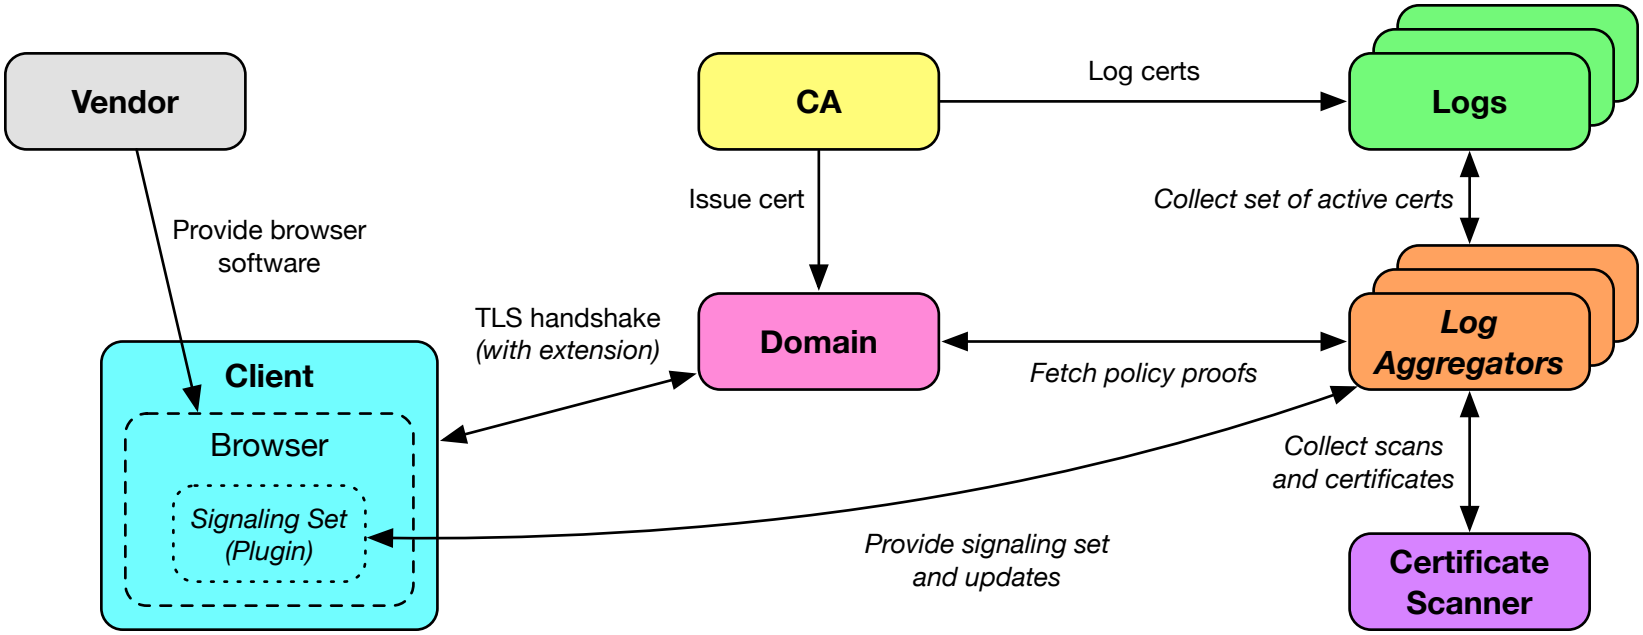 Vendor
CA
Log certs
Logs
Issue cert
Collect set of active certs
Provide browser
software
TLS handshake
(with extension)
Domain
Log
Aggregators
Fetch policy proofs
Client
Browser
Signaling Set
(Plugin)
Collect scans
and certificates
Provide signaling set
and updates
Certificate
Scanner